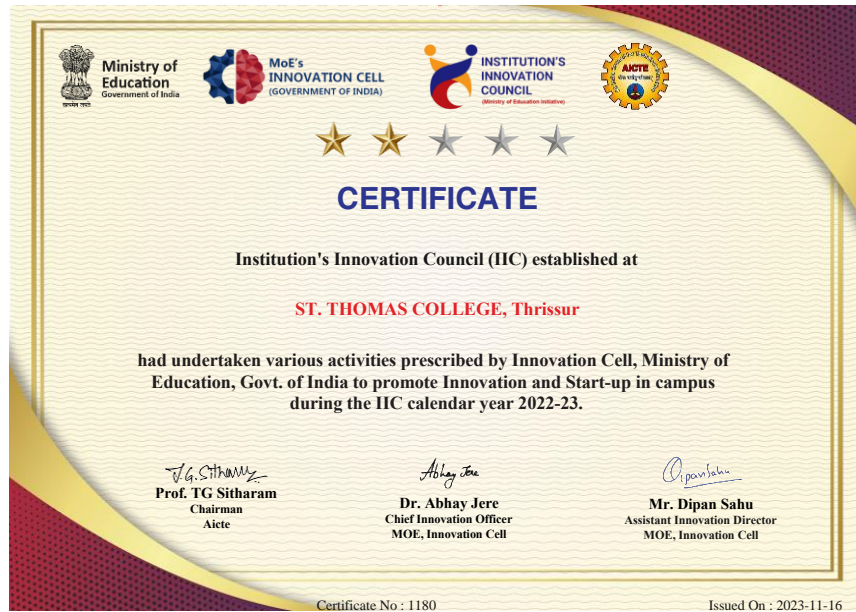 Ministry of
Education
Government of India
सत्यमेव जयते
MoE's
INNOVATION CELL
(GOVERNMENT OF INDIA)
INSTITUTION'S
INNOVATION
COUNCIL
(Ministry of Education Initiative)
AICTE
CERTIFICATE
Institution's Innovation Council (IIC) established at
ST. THOMAS COLLEGE, Thrissur
had undertaken various activities prescribed by Innovation Cell, Ministry of
Education, Govt. of India to promote Innovation and Start-up in campus
during the IIC calendar year 2022-23.
T.G. Sitharam
Prof. TG Sitharam
Chairman
Aicte
Abhay Jere
Dr. Abhay Jere
Chief Innovation Officer
MOE, Innovation Cell
Dipan Sahu
Mr. Dipan Sahu
Assistant Innovation Director
MOE, Innovation Cell
Certificate No : 1180
Issued On : 2023-11-16